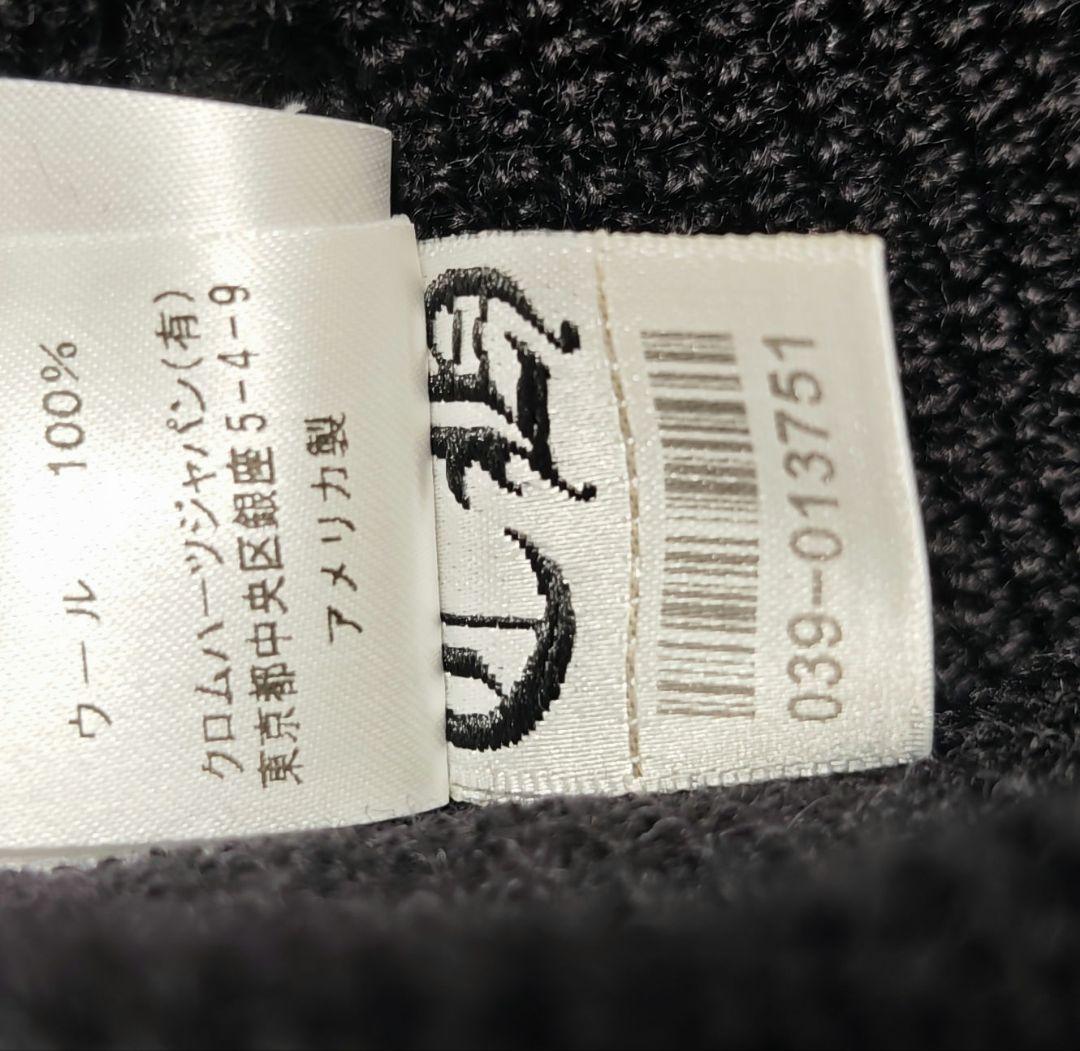 ウール 100%
クロムハーツジャパン(有)
東京都中央区銀座5-4-9
アメリカ製
039-013751